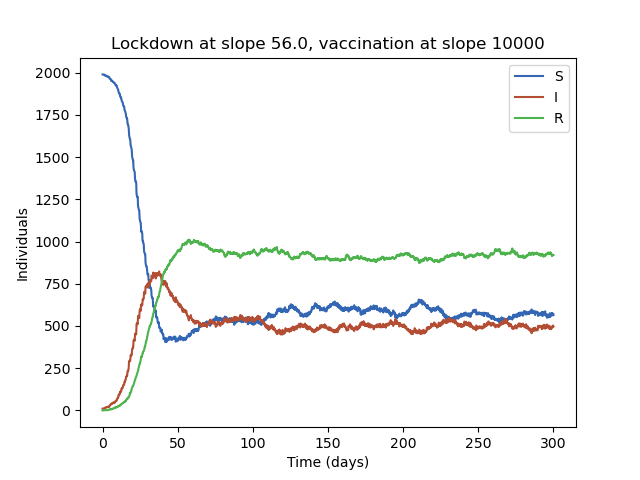 Lockdown at slope 56.0, vaccination at slope 10000
S
I
R
2000
1750
1500
1250
1000
750
500
250
0
Individuals
0 50 100 150 200 250 300
Time (days)